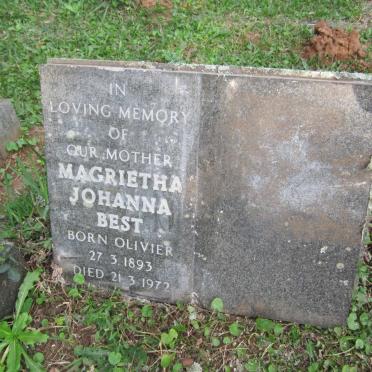 IN
LOVING MEMORY
OF
OUR MOTHER
MAGRIETHA
JOHANNA
BEST
BORN OLIVIER
27.3.1893
DIED 21.3.1972